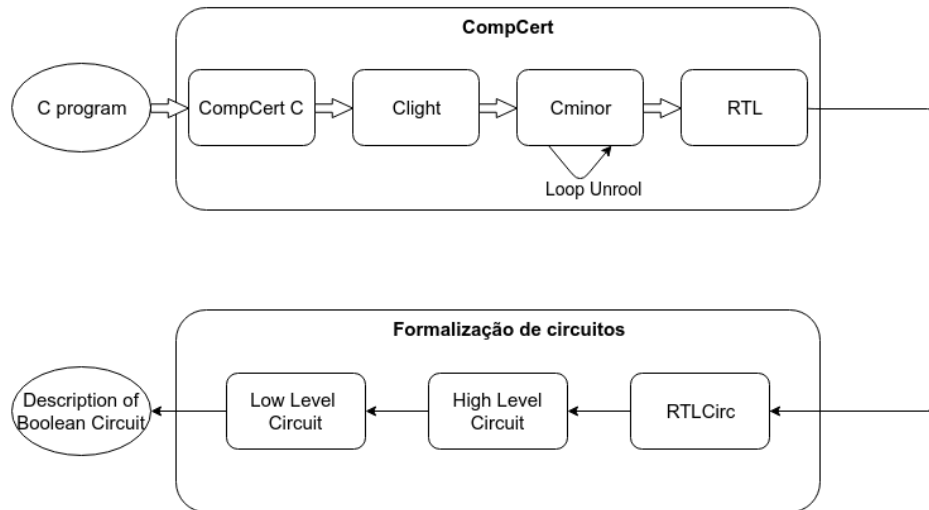 CompCert
C program
CompCert C
Clight
Cminor
RTL
Loop Unrool
Formalização de circuitos
Description of
Boolean Circuit
Low Level
Circuit
High Level
Circuit
RTLCirc